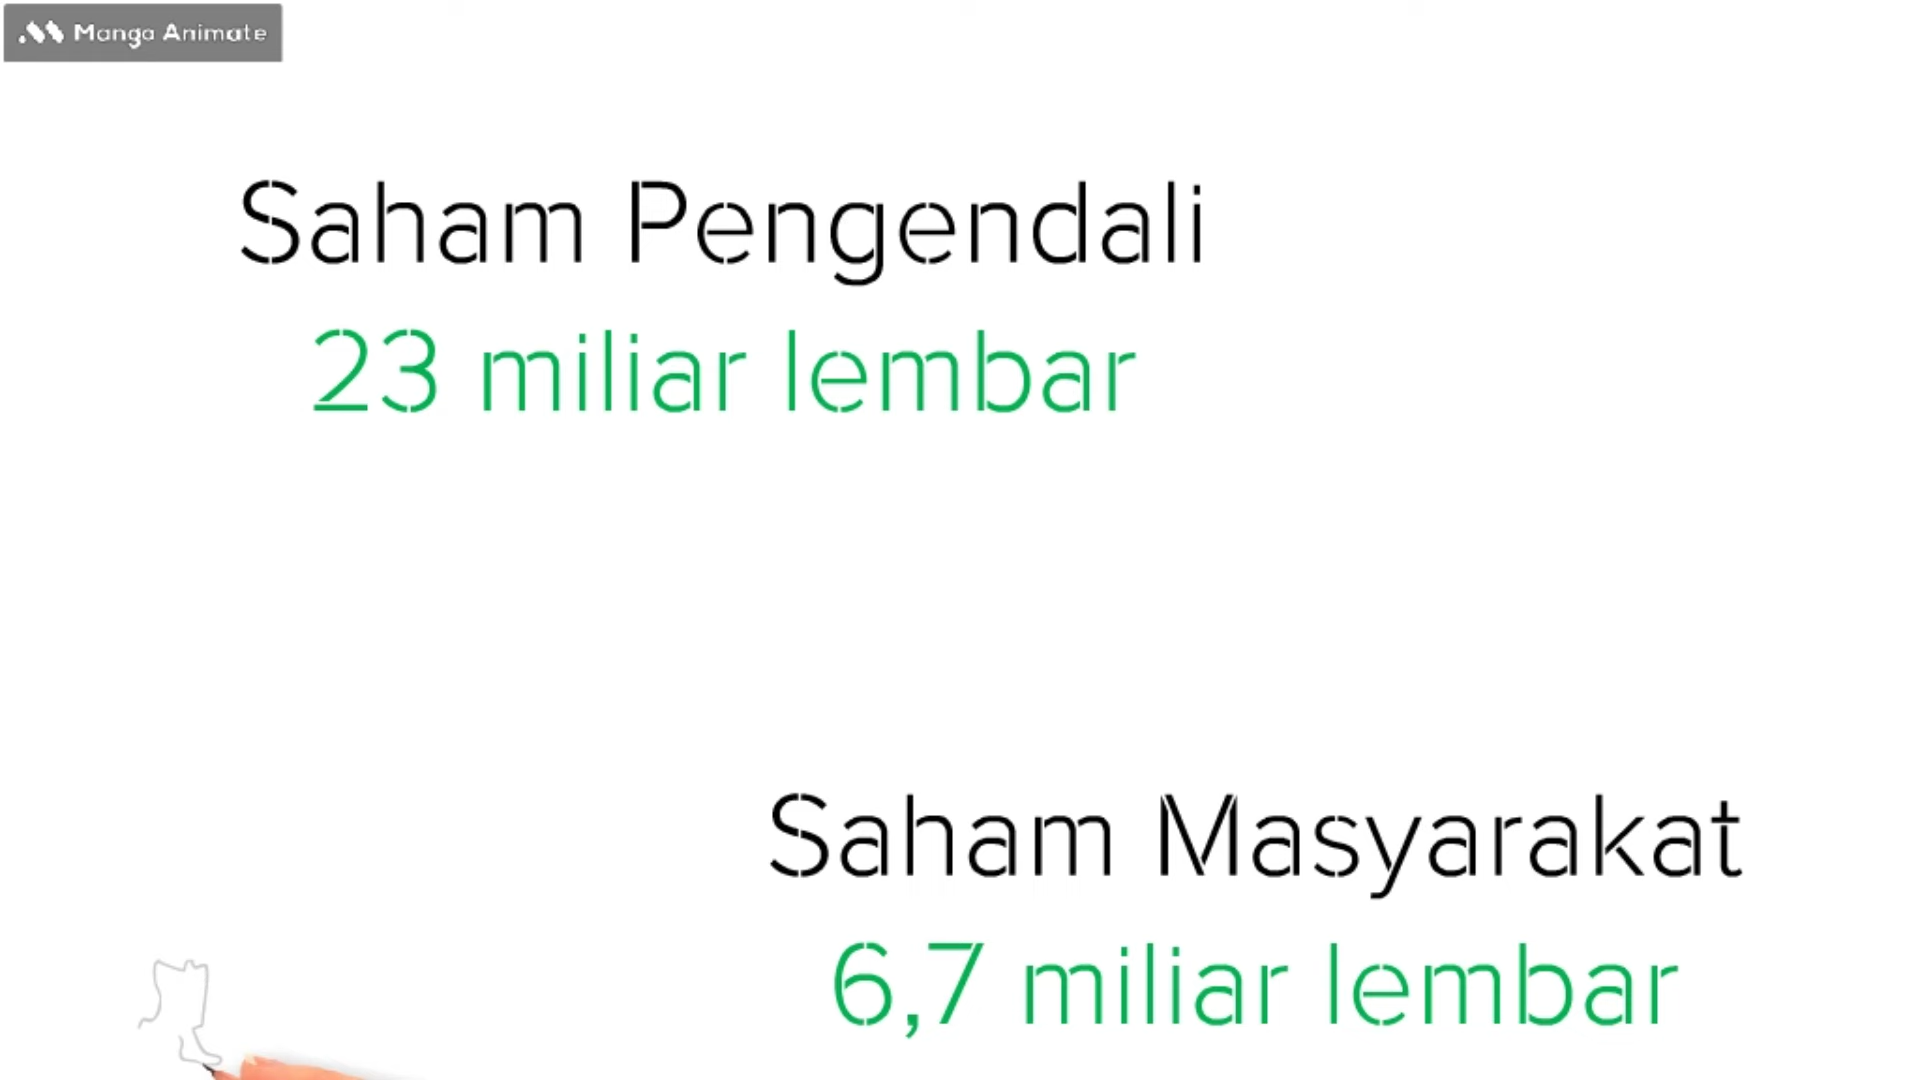 Manga Animate
Saham Pengendali
23 miliar lembar
Saham Masyarakat
6,7 miliar lembar